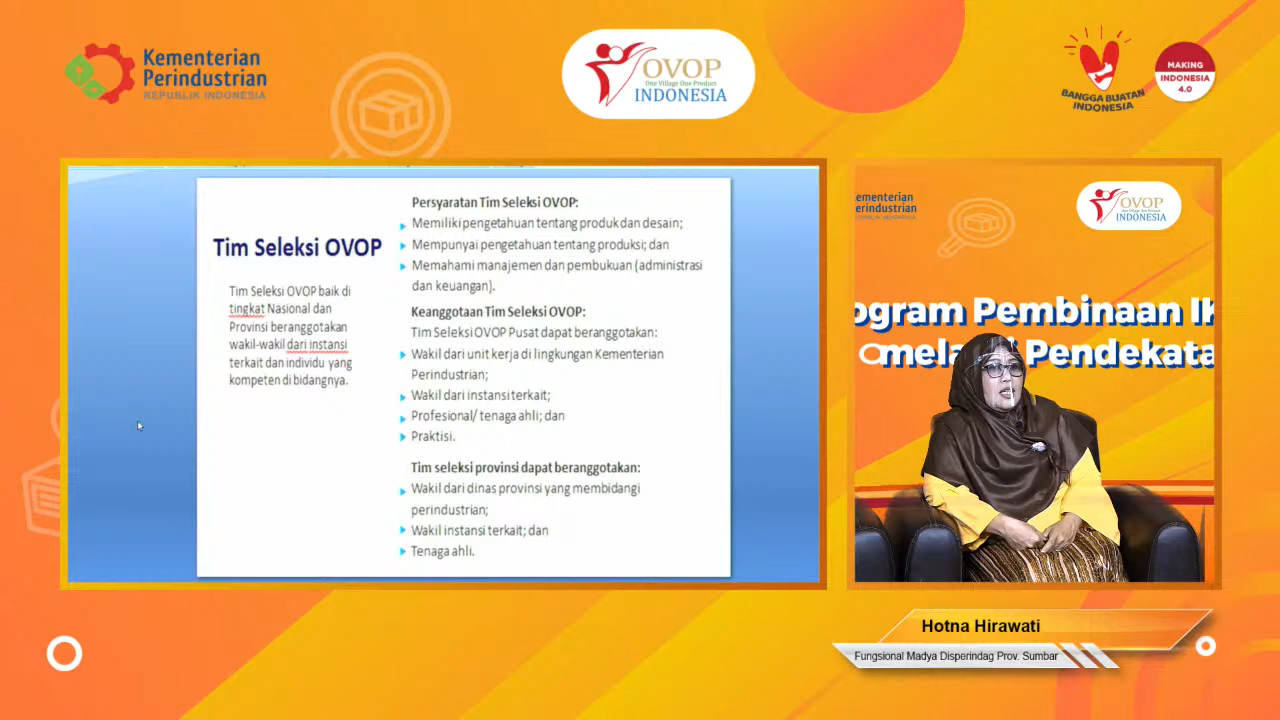 Kementerian
Perindustrian
REPUBLIK INDONESIA
OVOP
One Village One Product
INDONESIA
BANGGA BUATAN
INDONESIA
MAKING
INDONESIA
4.0
Tim Seleksi OVOP
Tim Seleksi OVOP baik di
tingkat Nasional dan
Provinsi beranggotakan
wakil-wakil dari instansi
terkait dan individu yang
kompeten di bidangnya.
Persyaratan Tim Seleksi OVOP:
Memiliki pengetahuan tentang produk dan desain;
Mempunyai pengetahuan tentang produksi; dan
Memahami manajemen dan pembukuan (administrasi
dan keuangan).
Keanggotaan Tim Seleksi OVOP:
Tim Seleksi OVOP Pusat dapat beranggotakan:
Wakil dari unit kerja di lingkungan Kementerian
Perindustrian;
Wakil dari instansi terkait;
Profesional/ tenaga ahli; dan
Praktisi.
Tim seleksi provinsi dapat beranggotakan:
Wakil dari dinas provinsi yang membidangi
perindustrian;
Wakil instansi terkait; dan
Tenaga ahli.
ementerian
erindustrian
OVOP
INDONESIA
ogram Pembinaan IK
Pendekata
Hotna Hirawati
Fungsional Madya Disperindag Prov. Sumbar